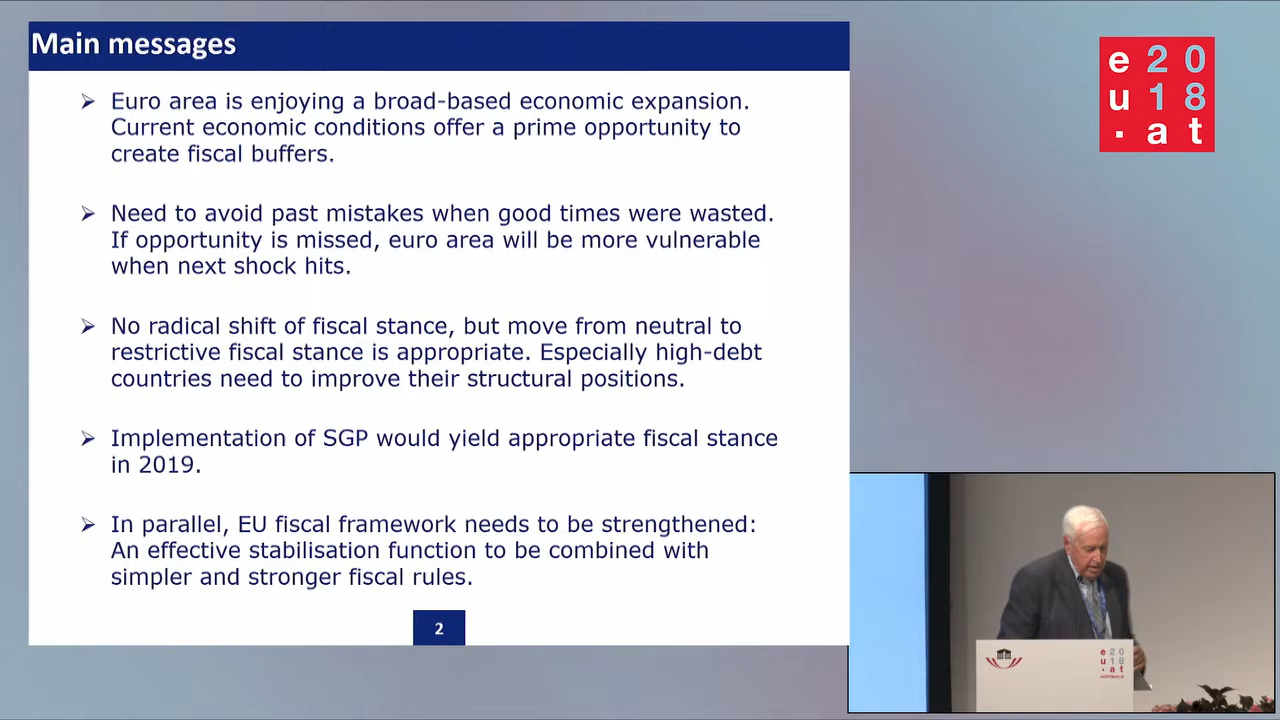 Main messages
Euro area is enjoying a broad-based economic expansion.
Current economic conditions offer a prime opportunity to
create fiscal buffers.
Need to avoid past mistakes when good times were wasted.
If opportunity is missed, euro area will be more vulnerable
when next shock hits.
No radical shift of fiscal stance, but move from neutral to
restrictive fiscal stance is appropriate. Especially high-debt
countries need to improve their structural positions.
Implementation of SGP would yield appropriate fiscal stance
in 2019.
In parallel, EU fiscal framework needs to be strengthened:
An effective stabilisation function to be combined with
simpler and stronger fiscal rules.
2
e 2 0
u 1 8
. a t
e 2 0
u 1 8
. a t